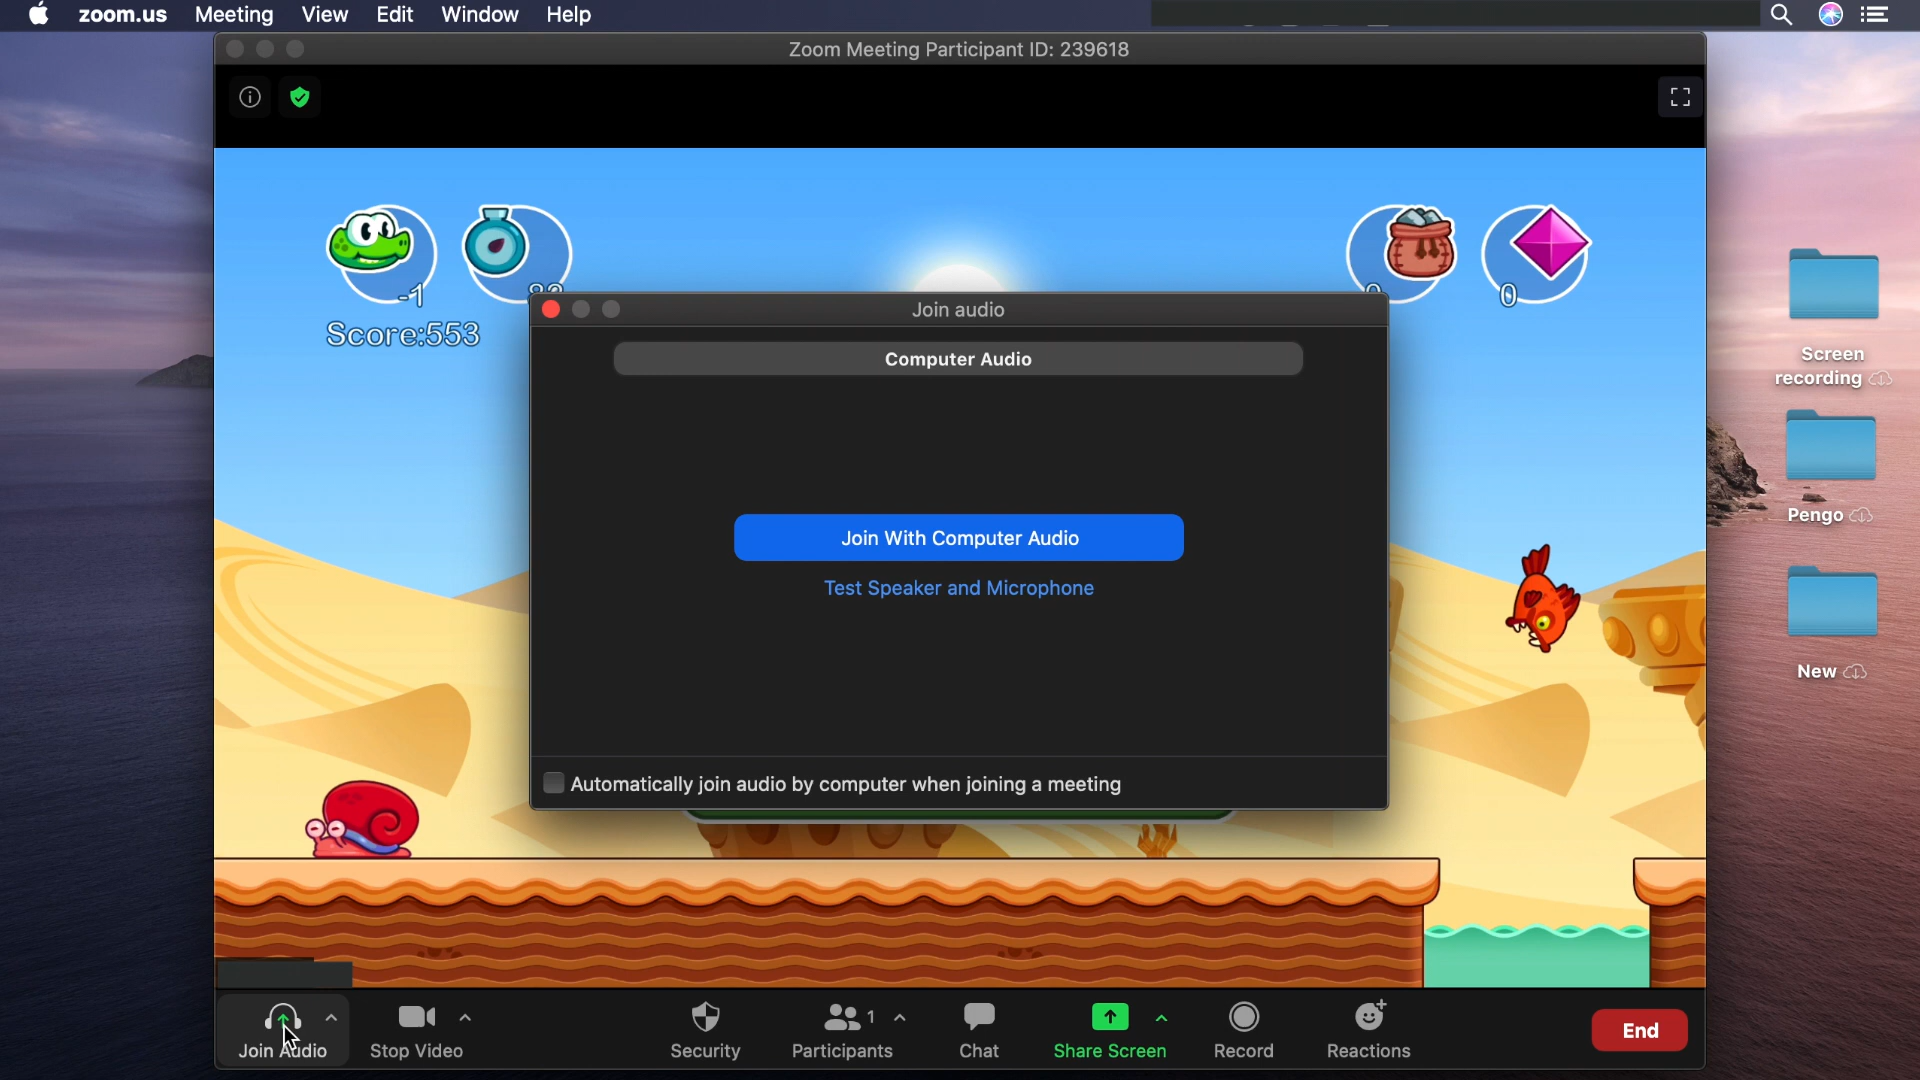 zoom.us Meeting View Edit Window Help
Zoom Meeting Participant ID: 239618
-1
0
Score:553
Join audio
Computer Audio
Join With Computer Audio
Test Speaker and Microphone
Automatically join audio by computer when joining a meeting
Screen
recording
Pengo
New
1
Join Audio Stop Video Security Participants Chat Share Screen Record Reactions
End